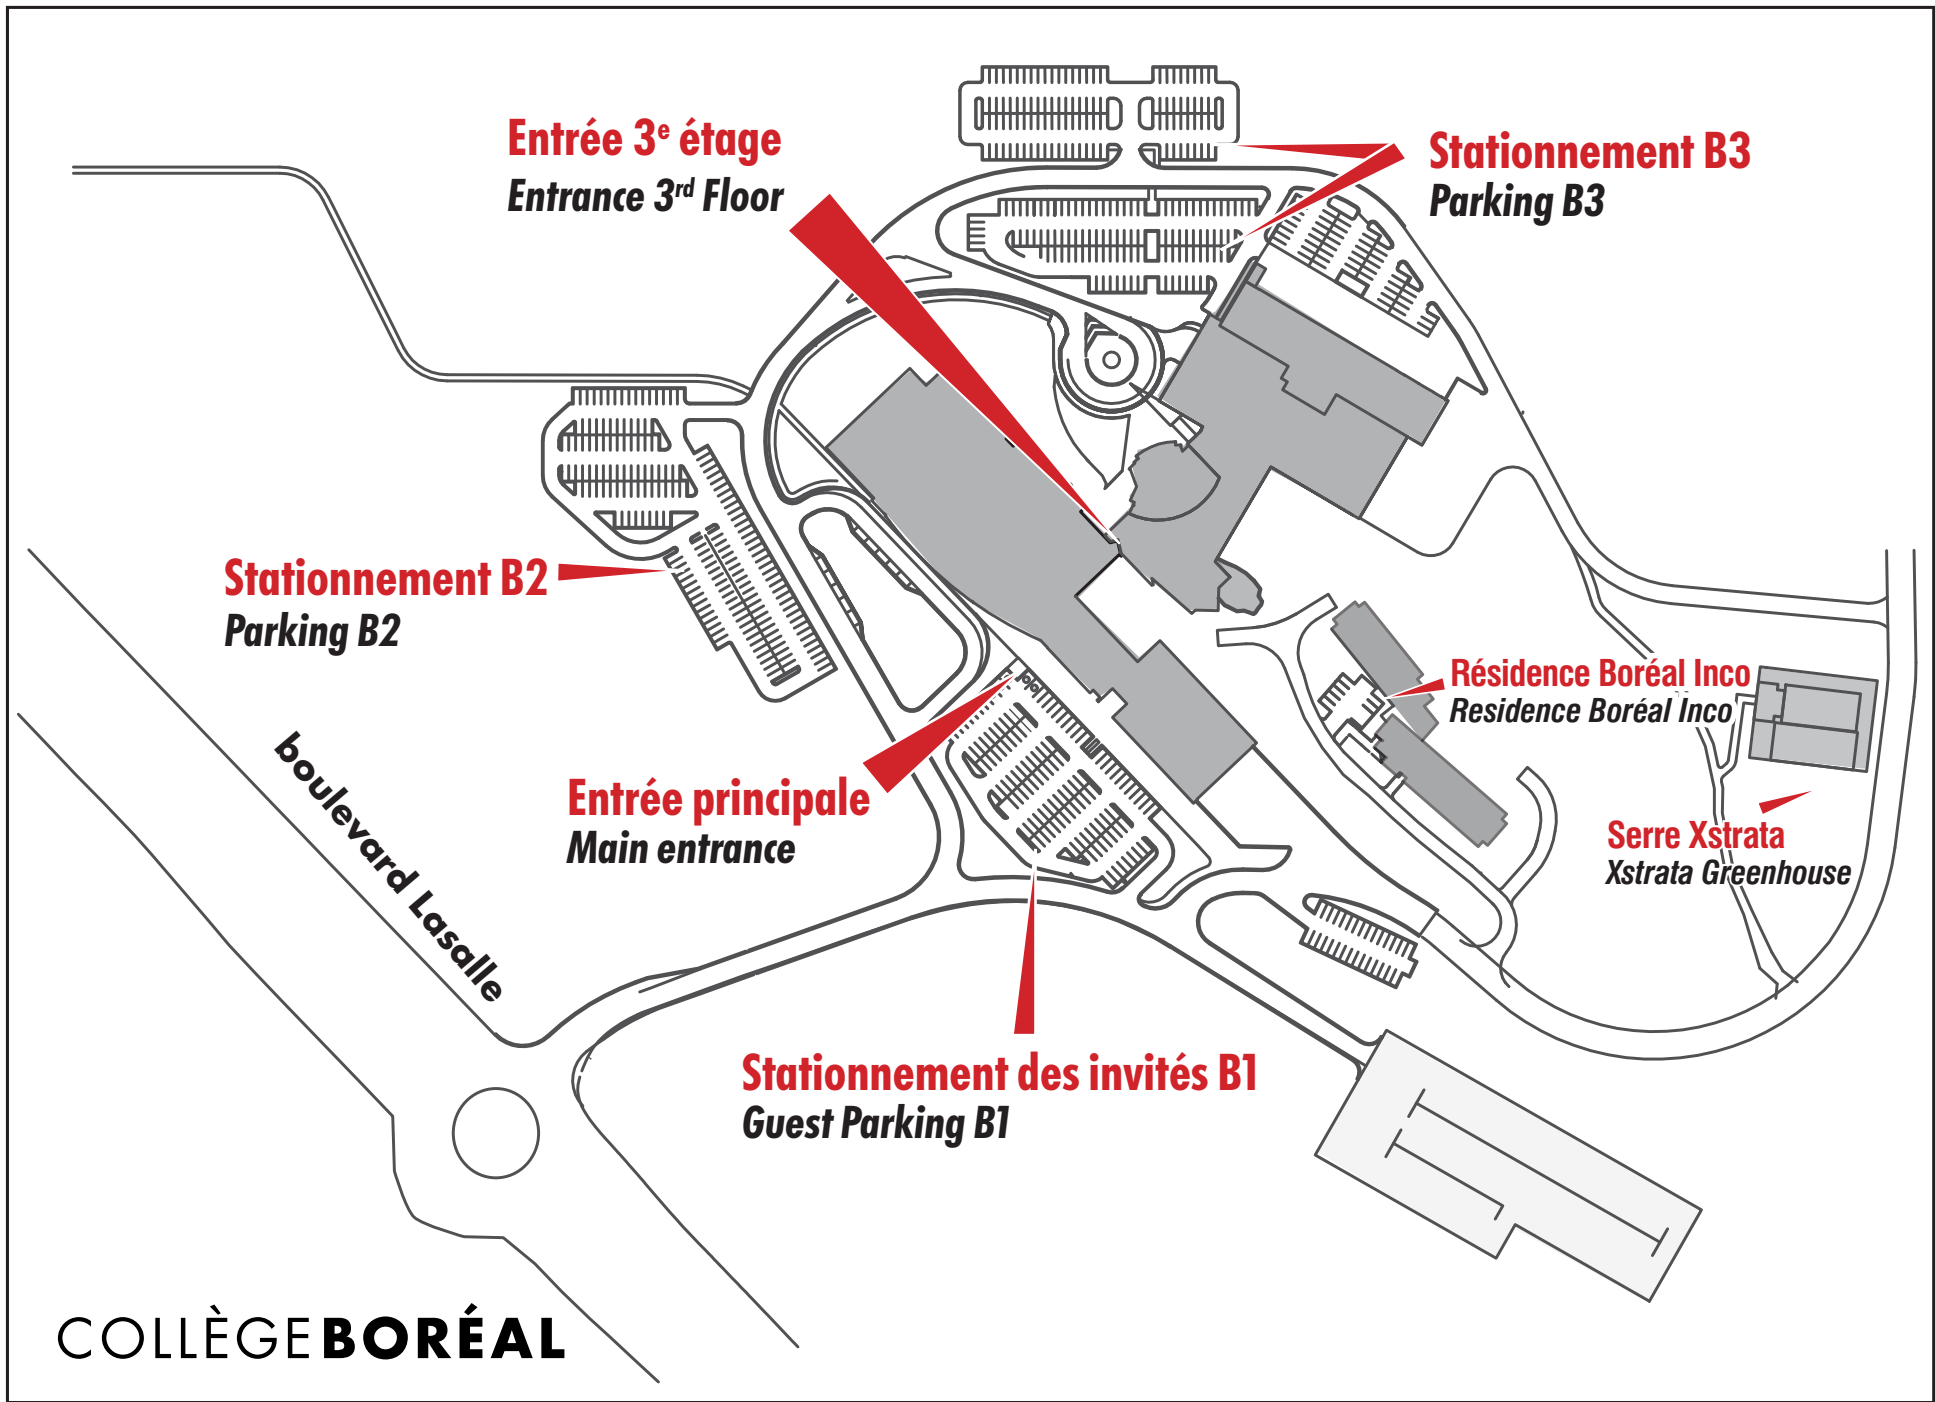 Entrée 3e étage
Entrance 3rd Floor
Stationnement B3
Parking B3
Stationnement B2
Parking B2
Résidence Boréal Inco
Residence Boréal Inco
Entrée principale
Main entrance
Serre Xstrata
Xstrata Greenhouse
boulevard Lasalle
Stationnement des invités B1
Guest Parking B1
COLLÈGE BORÉAL